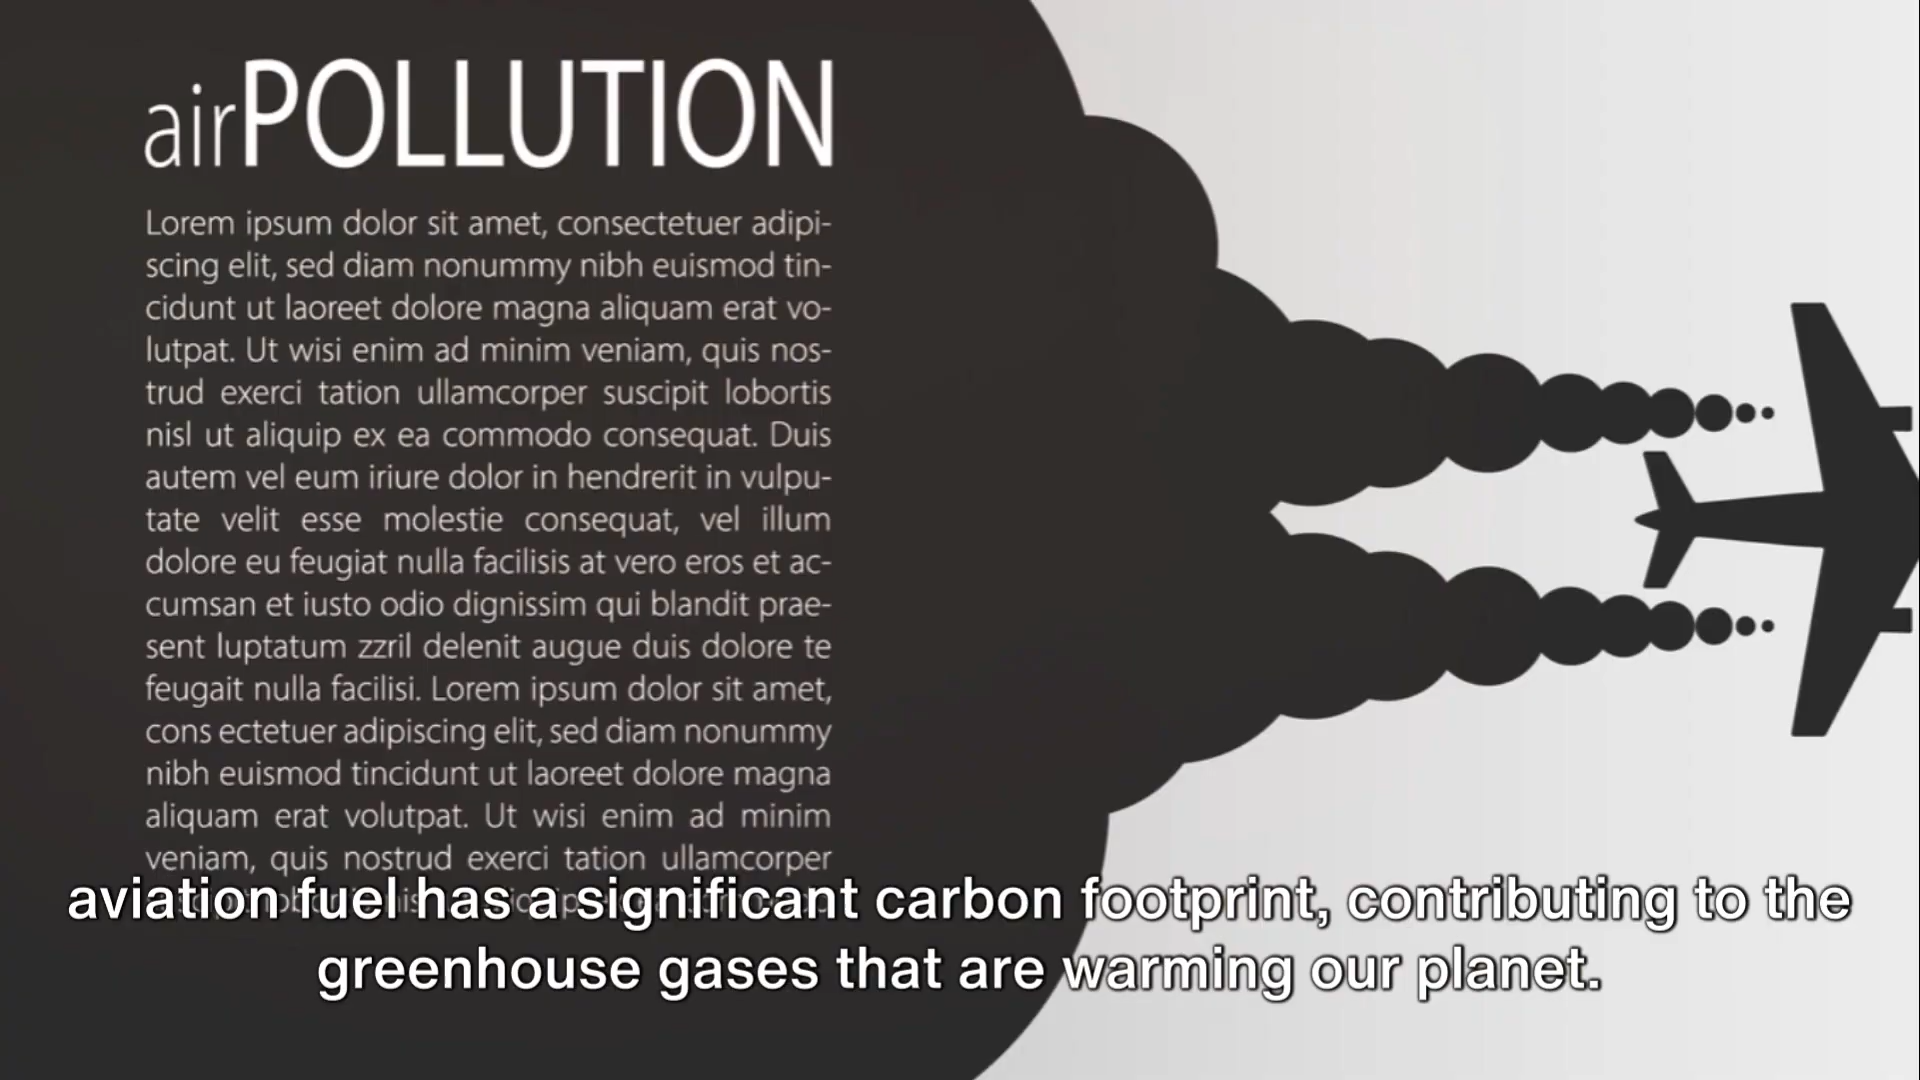 airPOLLUTION
Lorem ipsum dolor sit amet, consectetuer adipi-
scing elit, sed diam nonummy nibh euismod tin-
cidunt ut laoreet dolore magna aliquam erat vo-
lutpat. Ut wisi enim ad minim veniam, quis nos-
trud exerci tation ullamcorper suscipit lobortis
nisl ut aliquip ex ea commodo consequat. Duis
autem vel eum iriure dolor in hendrerit in vulpu-
tate velit esse molestie consequat, vel illum
dolore eu feugiat nulla facilisis at vero eros et ac-
cumsan et iusto odio dignissim qui blandit prae-
sent luptatum zzril delenit augue duis dolore te
feugait nulla facilisi. Lorem ipsum dolor sit amet,
cons ectetuer adipiscing elit, sed diam nonummy
nibh euismod tincidunt ut laoreet dolore magna
aliquam erat volutpat. Ut wisi enim ad minim
veniam, quis nostrud exerci tation ullamcorper
aviation fuel has a significant carbon footprint, contributing to the
greenhouse gases that are warming our planet.